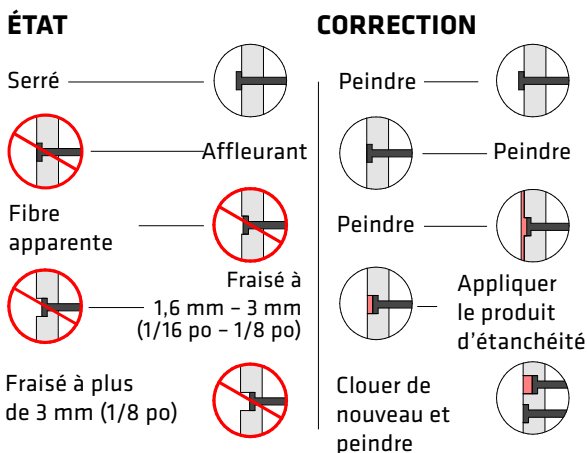 ÉTAT
Serré
Affleurant
Fibre
apparente
Fraisé à
1,6 mm – 3 mm
(1/16 po – 1/8 po)
Fraisé à plus
de 3 mm (1/8 po)
CORRECTION
Peindre
Peindre
Peindre
Appliquer
le produit
d'étanchéité
Clouer de
nouveau et
peindre